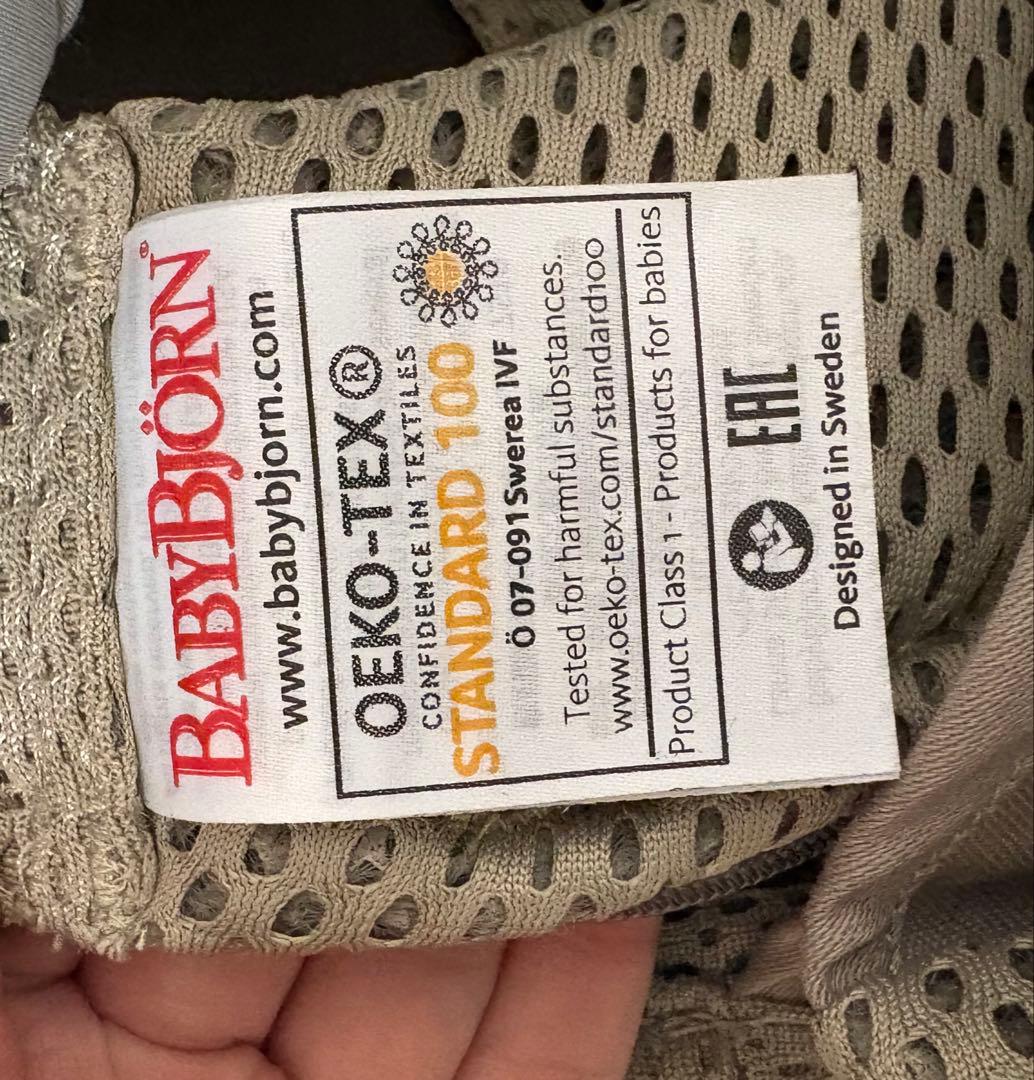 BABYBJÖRN®
www.babybjorn.com
OEKO-TEX®
CONFIDENCE IN TEXTILES
STANDARD 100
Ö 07-091 Swerea IVF
Tested for harmful substances.
www.oeko-tex.com/standard100
Product Class 1 - Products for babies
EAC
Designed in Sweden